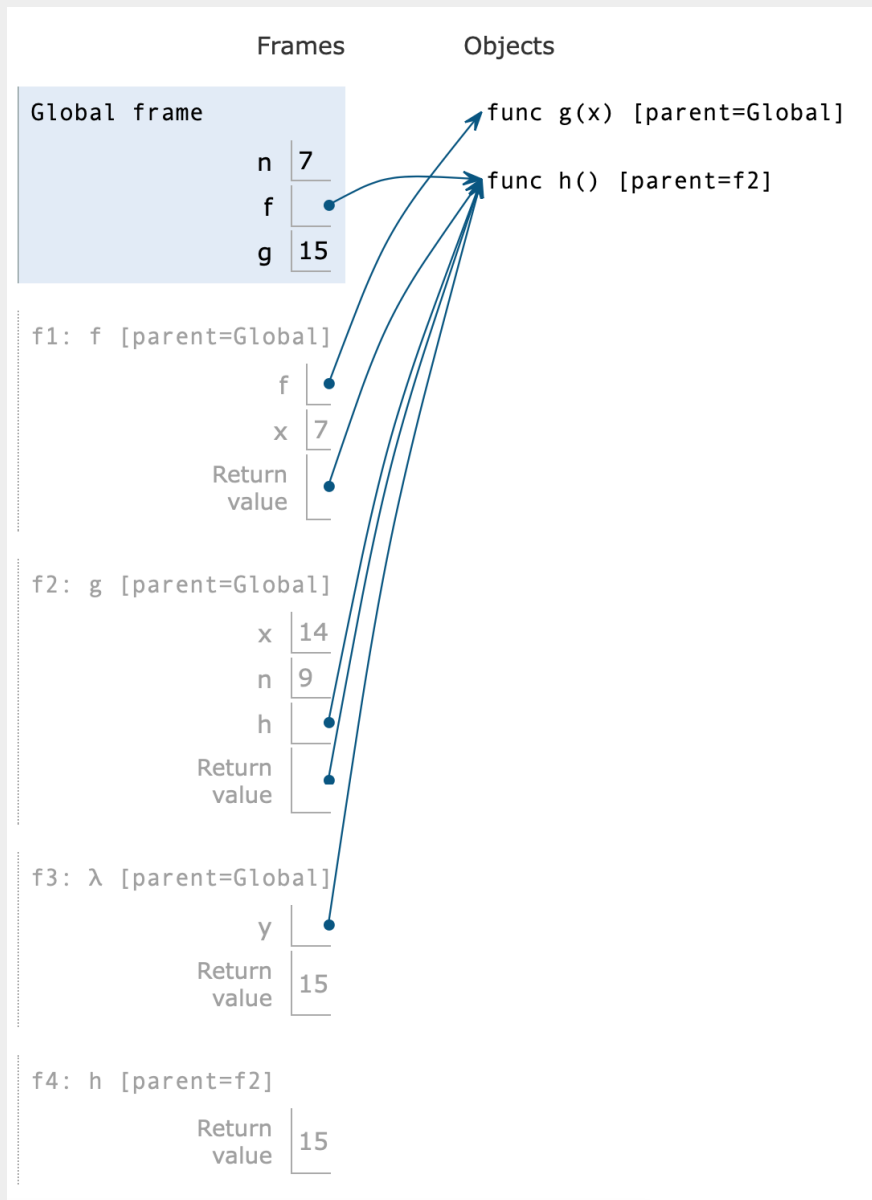 Frames Objects
Global frame
func g(x) [parent=Global]
n 7
func h() [parent=f2]
f
g 15
f1: f [parent=Global]
f
x 7
Return
value
f2: g [parent=Global]
x 14
n 9
h
Return
value
f3: λ [parent=Global]
y
Return
value 15
f4: h [parent=f2]
Return
value 15